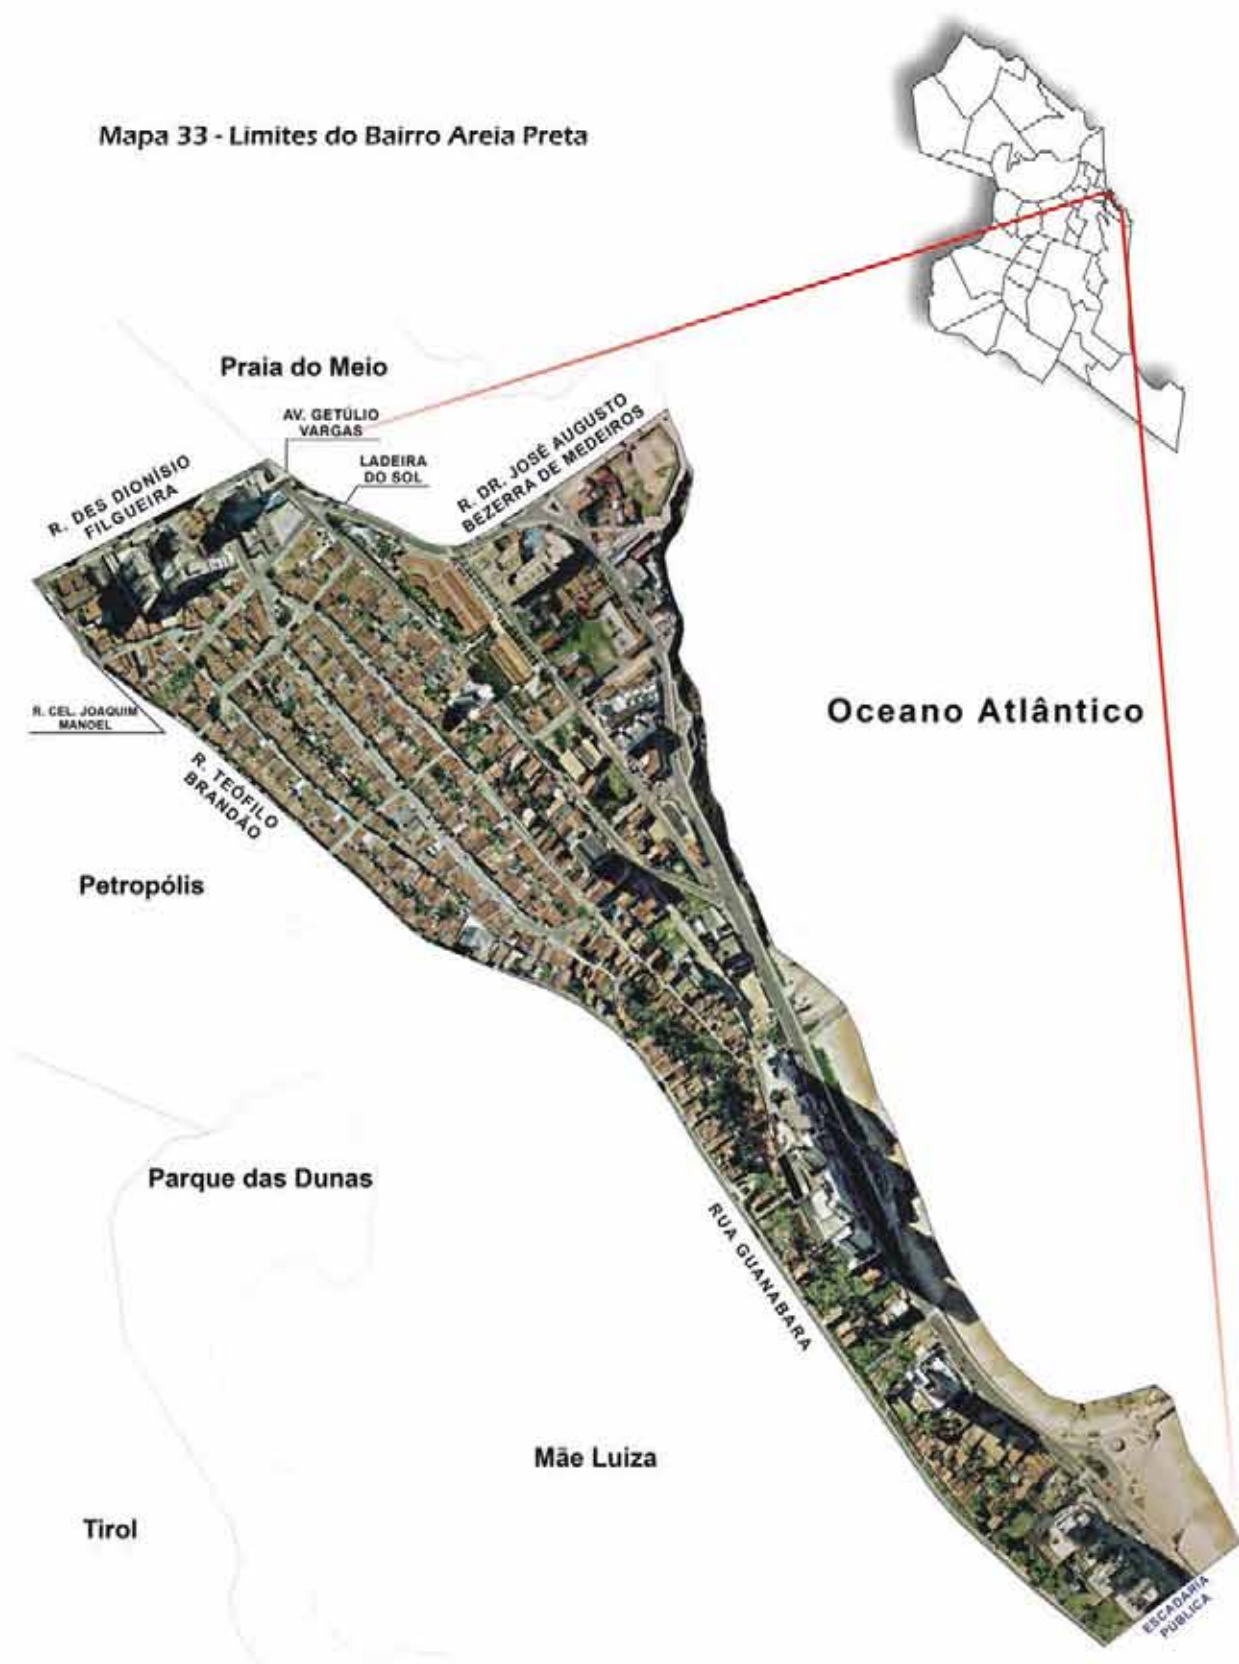 Mapa 33 - Limites do Bairro Areia Preta
Praia do Meio
AV. GETÚLIO
VARGAS
LADEIRA
DO SOL
R. DR. JOSÉ AUGUSTO
BEZERRA DE MEDEIROS
R. DES DIONÍSIO
FILGUEIRA
Oceano Atlântico
R. CEL. JOAQUIM
MANOEL
R. TEÓFILO
BRANDÃO
Petropólis
Parque das Dunas
RUA GUANABARA
Mãe Luiza
Tirol
ESCADARIA
PÚBLICA